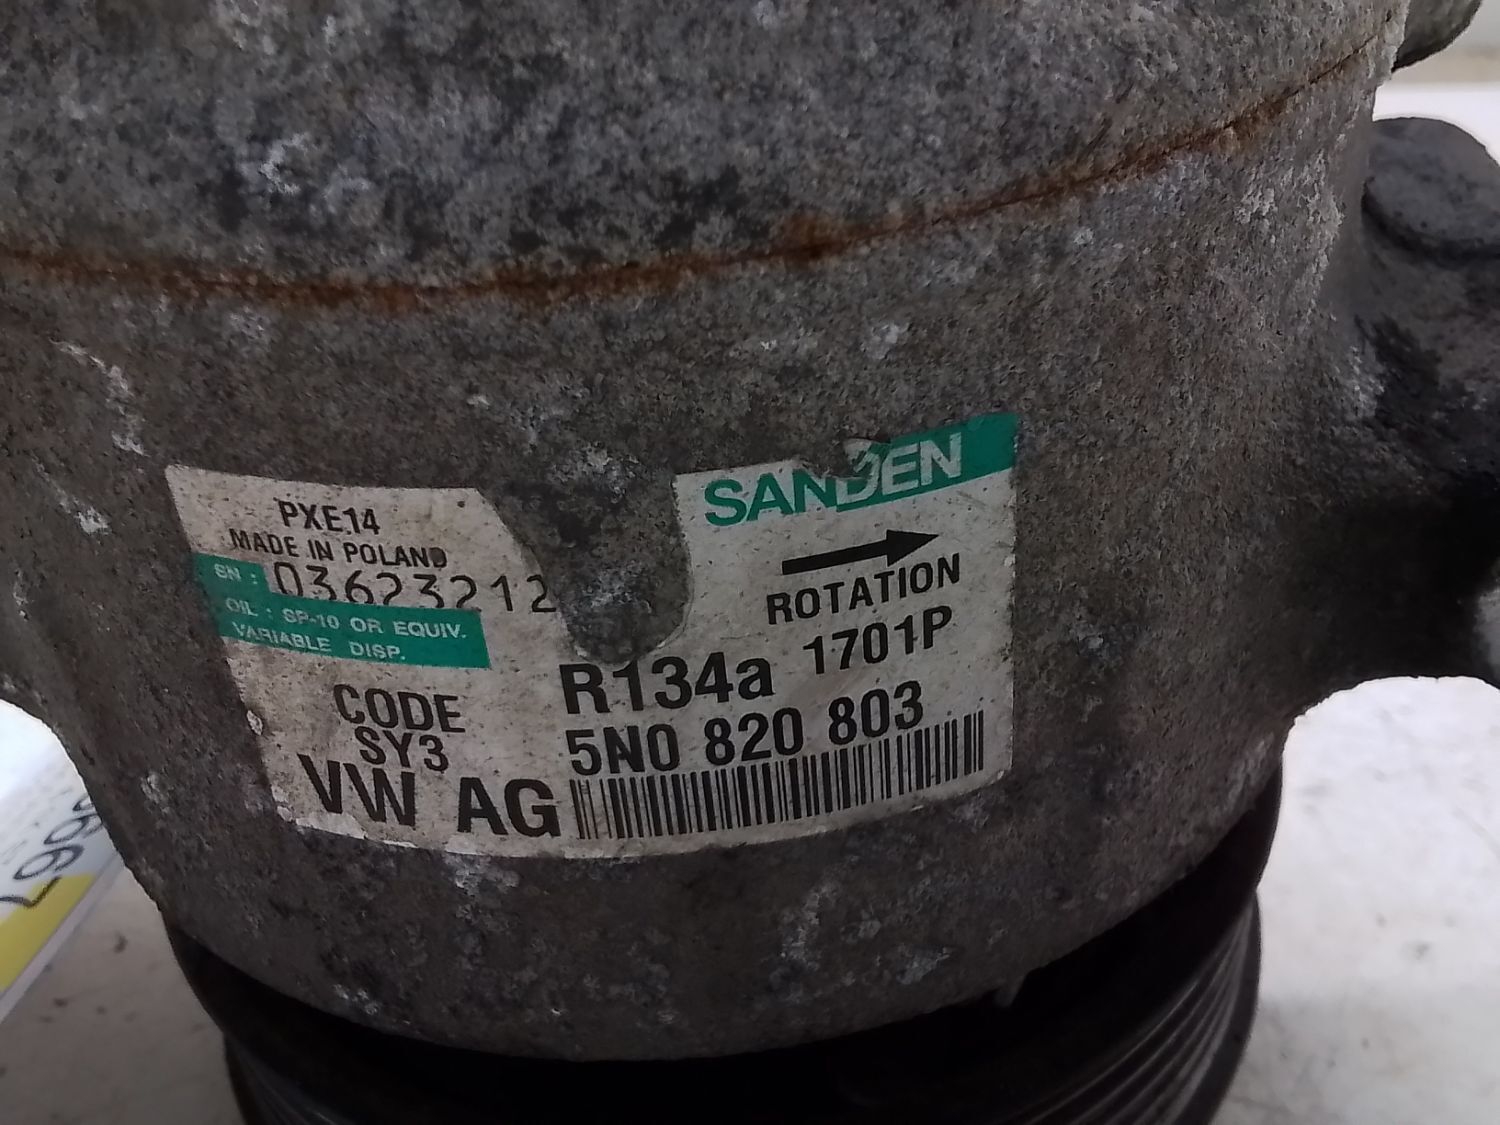 PXE14
MADE IN POLAND
SN : 03623212
OIL : SP-10 OR EQUIV.
VARIABLE DISP.
CODE
SY3
VW AG
SANDEN
ROTATION
R134a 1701P
5N0 820 803